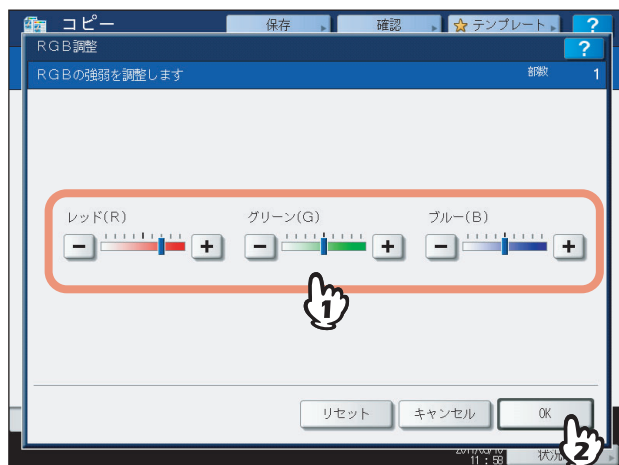 コピー 保存 確認 テンプレート ?
RGB調整 ?
RGBの強弱を調整します 部数 1
レッド(R) グリーン(G) ブルー(B)
− + − + − +
1
リセット キャンセル OK
2
11:58 状況